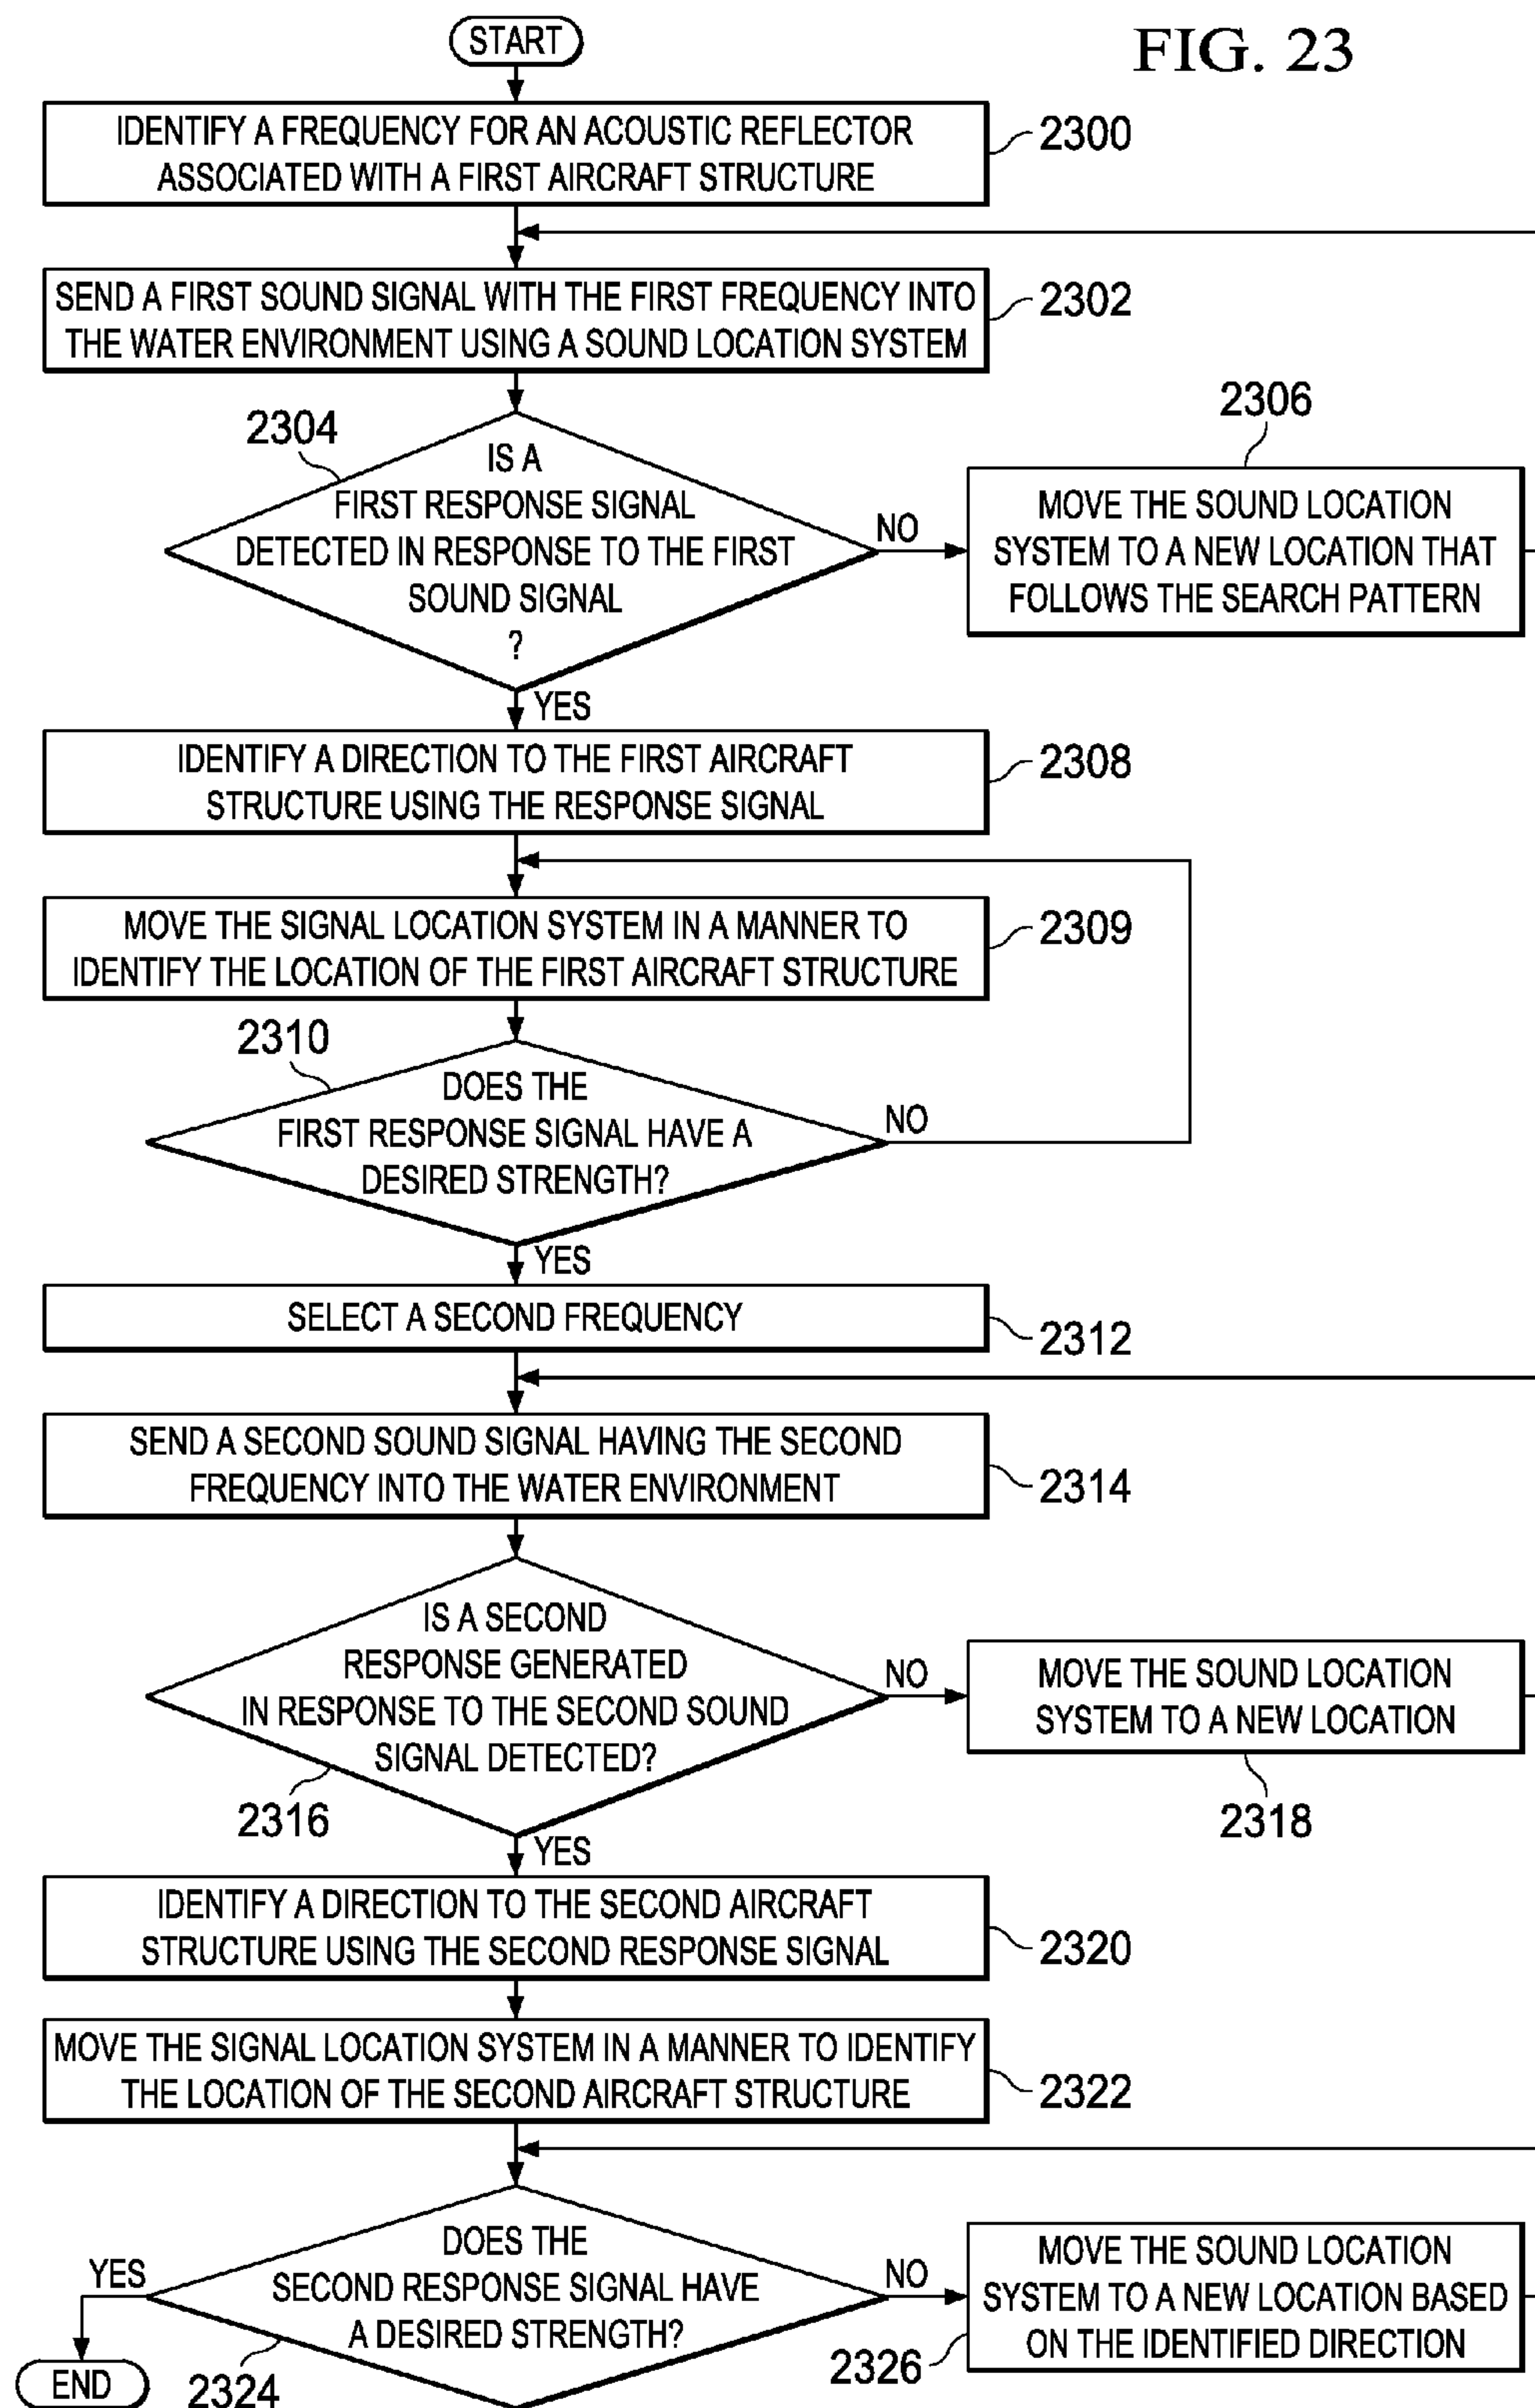 START
FIG. 23
IDENTIFY A FREQUENCY FOR AN ACOUSTIC REFLECTOR
ASSOCIATED WITH A FIRST AIRCRAFT STRUCTURE
2300
SEND A FIRST SOUND SIGNAL WITH THE FIRST FREQUENCY INTO
THE WATER ENVIRONMENT USING A SOUND LOCATION SYSTEM
2302
2304
IS A
FIRST RESPONSE SIGNAL
DETECTED IN RESPONSE TO THE FIRST
SOUND SIGNAL
?
NO
2306
MOVE THE SOUND LOCATION
SYSTEM TO A NEW LOCATION THAT
FOLLOWS THE SEARCH PATTERN
YES
IDENTIFY A DIRECTION TO THE FIRST AIRCRAFT
STRUCTURE USING THE RESPONSE SIGNAL
2308
MOVE THE SIGNAL LOCATION SYSTEM IN A MANNER TO
IDENTIFY THE LOCATION OF THE FIRST AIRCRAFT STRUCTURE
2309
2310
DOES THE
FIRST RESPONSE SIGNAL HAVE A
DESIRED STRENGTH?
NO
YES
SELECT A SECOND FREQUENCY
2312
SEND A SECOND SOUND SIGNAL HAVING THE SECOND
FREQUENCY INTO THE WATER ENVIRONMENT
2314
IS A SECOND
RESPONSE GENERATED
IN RESPONSE TO THE SECOND SOUND
SIGNAL DETECTED?
2316
NO
MOVE THE SOUND LOCATION
SYSTEM TO A NEW LOCATION
2318
YES
IDENTIFY A DIRECTION TO THE SECOND AIRCRAFT
STRUCTURE USING THE SECOND RESPONSE SIGNAL
2320
MOVE THE SIGNAL LOCATION SYSTEM IN A MANNER TO IDENTIFY
THE LOCATION OF THE SECOND AIRCRAFT STRUCTURE
2322
DOES THE
SECOND RESPONSE SIGNAL HAVE
A DESIRED STRENGTH?
2324
YES
END
NO
MOVE THE SOUND LOCATION
SYSTEM TO A NEW LOCATION BASED
ON THE IDENTIFIED DIRECTION
2326